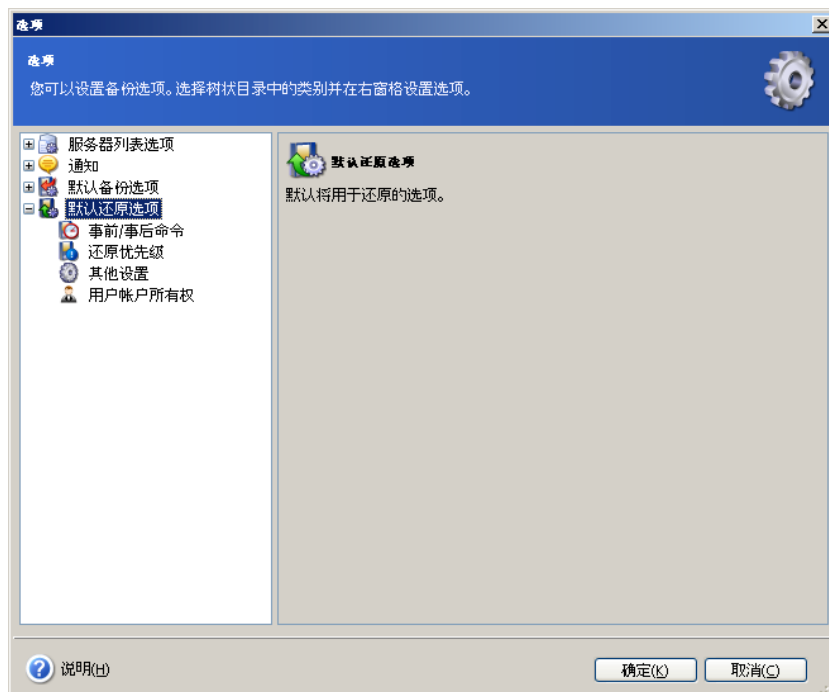 选项
选项
您可以设置备份选项。选择树状目录中的类别并在右窗格设置选项。
服务器列表选项
通知
默认备份选项
默认还原选项
事前/事后命令
还原优先级
其他设置
用户帐户所有权
默认还原选项
默认将用于还原的选项。
说明(H)
确定(K)
取消(C)